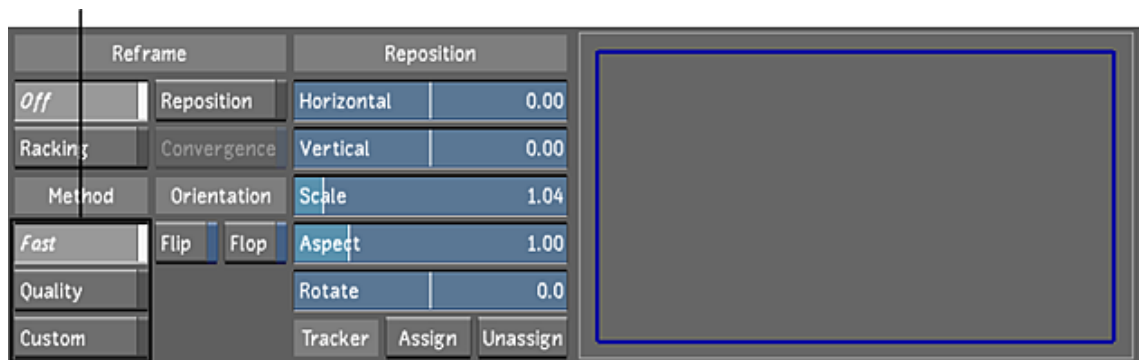 Reframe Reposition
Off Reposition Horizontal 0.00
Racking Convergence Vertical 0.00
Method Orientation Scale 1.04
Fast Flip Flop Aspect 1.00
Quality Rotate 0.0
Custom Tracker Assign Unassign